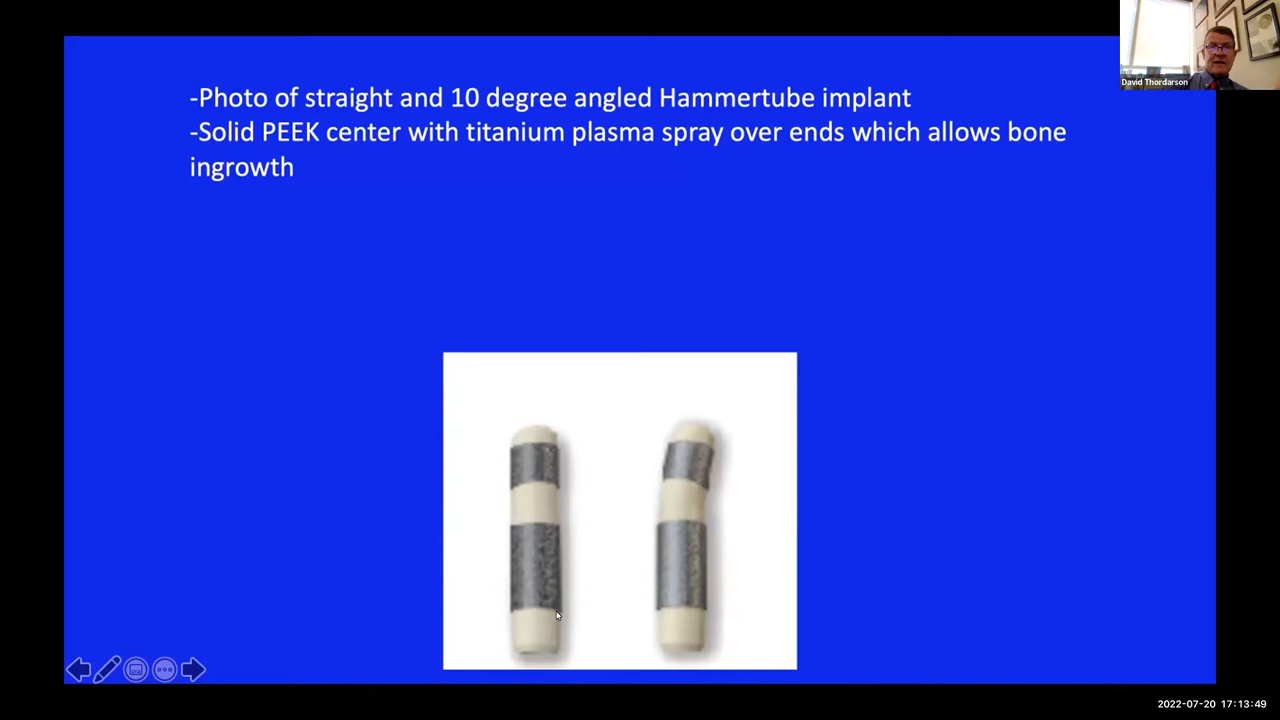 David Thordarson
-Photo of straight and 10 degree angled Hammertube implant
-Solid PEEK center with titanium plasma spray over ends which allows bone
ingrowth
2022-07-20 17:13:49